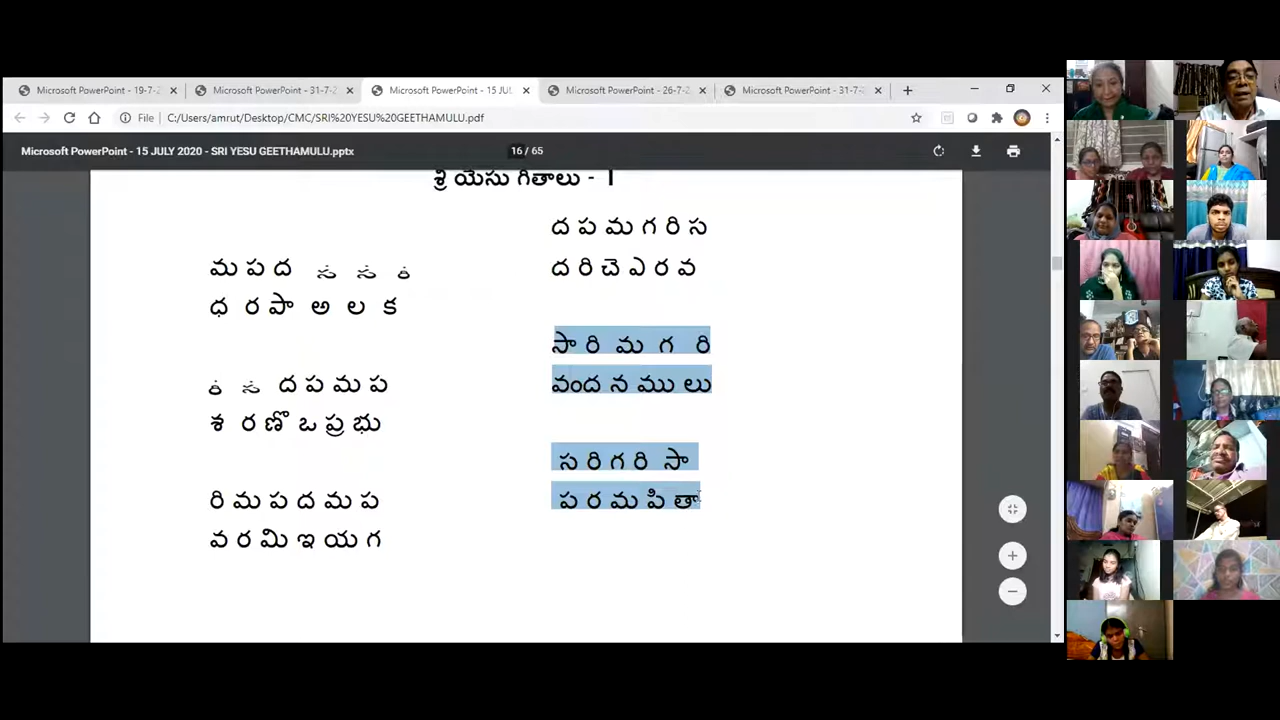 Microsoft PowerPoint - 19-7-2
Microsoft PowerPoint - 31-7-2
Microsoft PowerPoint - 15 JUL
Microsoft PowerPoint - 26-7-2
Microsoft PowerPoint - 31-7-2
File C:/Users/amrut/Desktop/CMC/SRI%20YESU%20GEETHAMULU.pdf
Microsoft PowerPoint - 15 JULY 2020 - SRI YESU GEETHAMULU.pptx
16 / 65
శ్రీ యెసు గీతాలు - I
మ ప ద స స రి
ధ ర పా అ ల క
రి స ద ప మ ప
శ ర ణొ ఒ ప్ర భు
రి మ ప ద మ ప
వ ర మి ఇ య గ
ద ప మ గ రి స
ద రి చె ఎ ర వ
సా రి మ గ రి
వంద న ము లు
స రి గ రి సా
ప ర మ పి తా